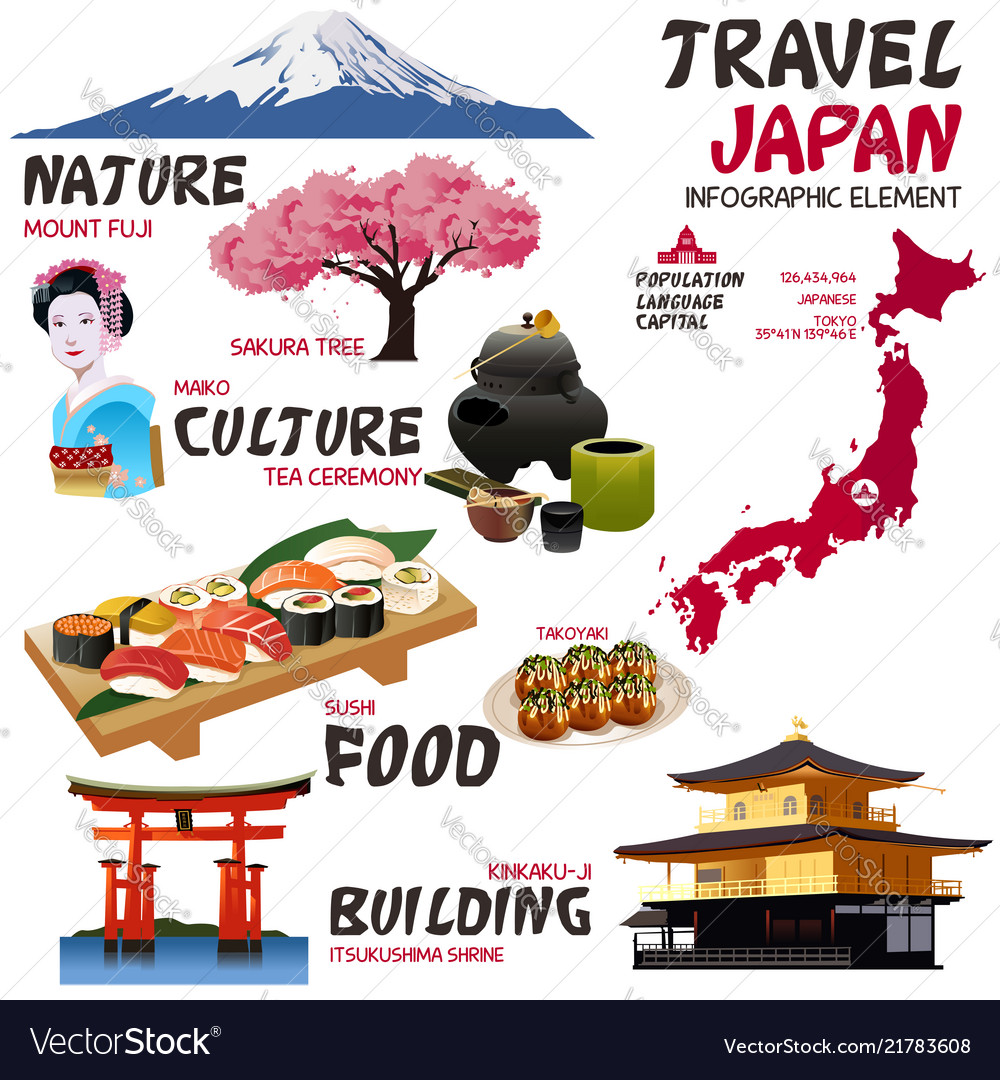 TRAVEL
JAPAN
INFOGRAPHIC ELEMENT
NATURE
MOUNT FUJI
SAKURA TREE
POPULATION 126,434,964
LANGUAGE JAPANESE
CAPITAL TOKYO
35°41N 139°46 E
MAIKO
CULTURE
TEA CEREMONY
TAKOYAKI
SUSHI
FOOD
KINKAKU-JI
BUILDING
ITSUKUSHIMA SHRINE
VectorStock®
VectorStock.com/21783608